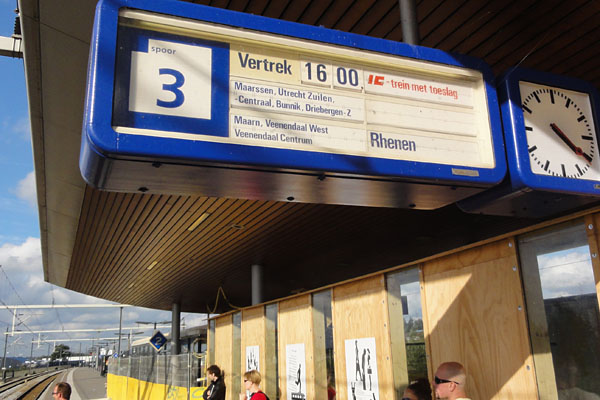 spoor
3
Vertrek 16 00
IC -trein met toeslag
Maarssen, Utrecht Zuilen,
-Centraal, Bunnik, Driebergen-Z
Maarn, Veenendaal West
Veenendaal Centrum
Rhenen